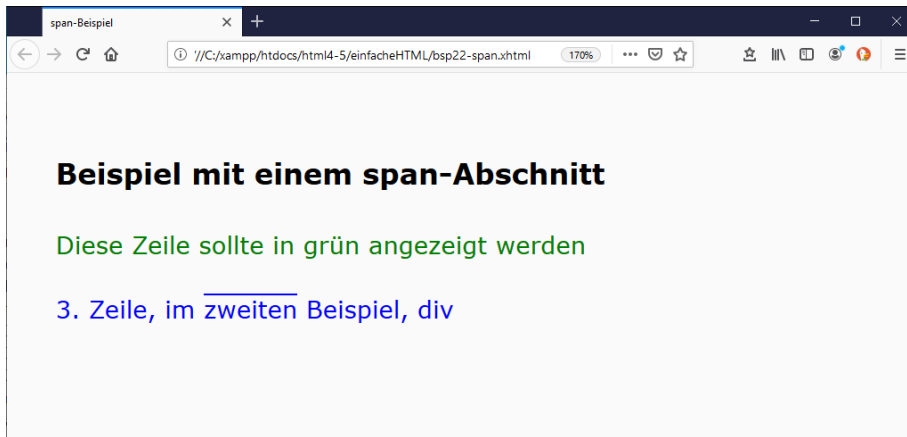 span-Beispiel
'//C:/xampp/htdocs/html4-5/einfacheHTML/bsp22-span.xhtml 170%
Beispiel mit einem span-Abschnitt
Diese Zeile sollte in grün angezeigt werden
3. Zeile, im zweiten Beispiel, div